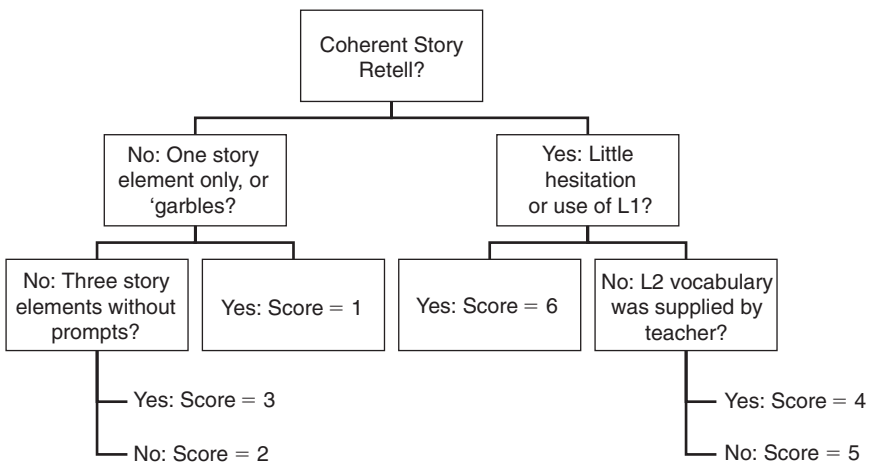 Coherent Story
Retell?
No: One story
element only, or
‘garbles?
Yes: Little
hesitation
or use of L1?
No: Three story
elements without
prompts?
Yes: Score = 1
Yes: Score = 6
No: L2 vocabulary
was supplied by
teacher?
Yes: Score = 3
No: Score = 2
Yes: Score = 4
No: Score = 5